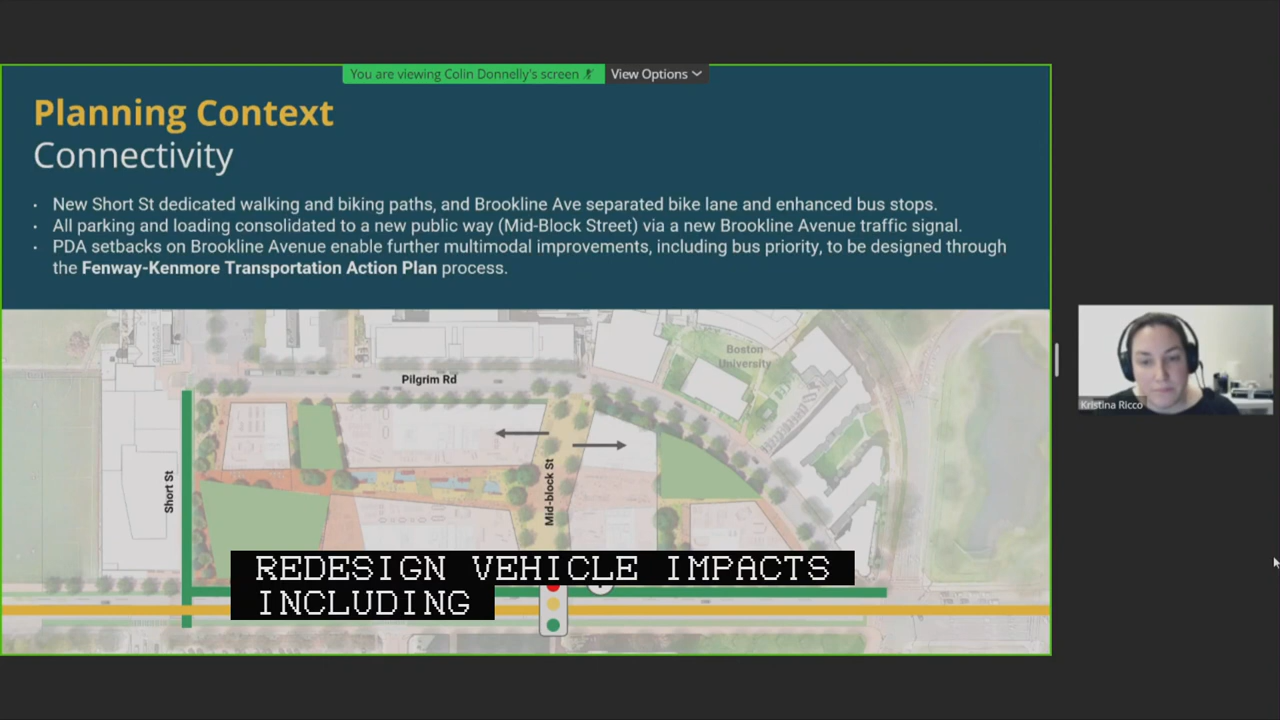 You are viewing Colin Donnelly's screen
View Options
Planning Context
Connectivity
• New Short St dedicated walking and biking paths, and Brookline Ave separated bike lane and enhanced bus stops.
• All parking and loading consolidated to a new public way (Mid-Block Street) via a new Brookline Avenue traffic signal.
• PDA setbacks on Brookline Avenue enable further multimodal improvements, including bus priority, to be designed through
the Fenway-Kenmore Transportation Action Plan process.
Boston
University
Pilgrim Rd
Kristina Ricco
Short St
Mid-block St
REDESIGN VEHICLE IMPACTS
INCLUDING